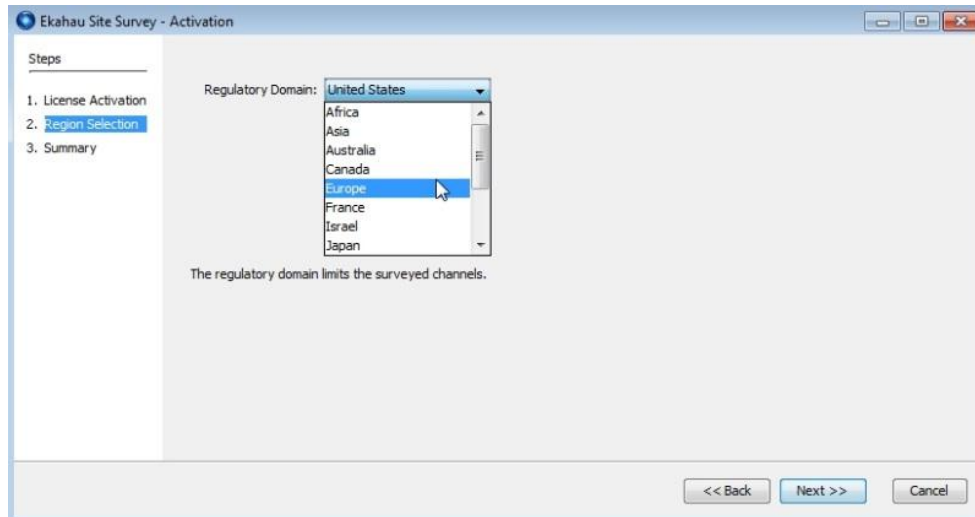 Ekahau Site Survey - Activation
Steps
1. License Activation
2. Region Selection
3. Summary
Regulatory Domain: United States
Africa
Asia
Australia
Canada
Europe
France
Israel
Japan
The regulatory domain limits the surveyed channels.
<< Back Next >> Cancel